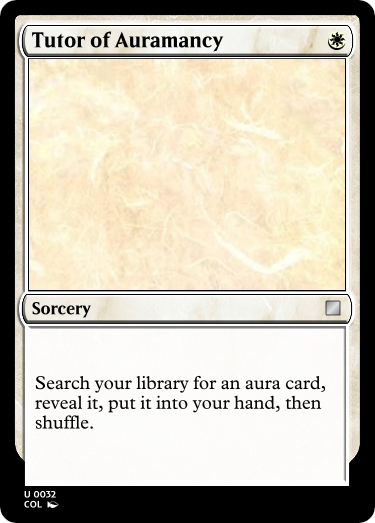 Tutor of Auramancy
Sorcery
Search your library for an aura card,
reveal it, put it into your hand, then
shuffle.
U 0032
COL